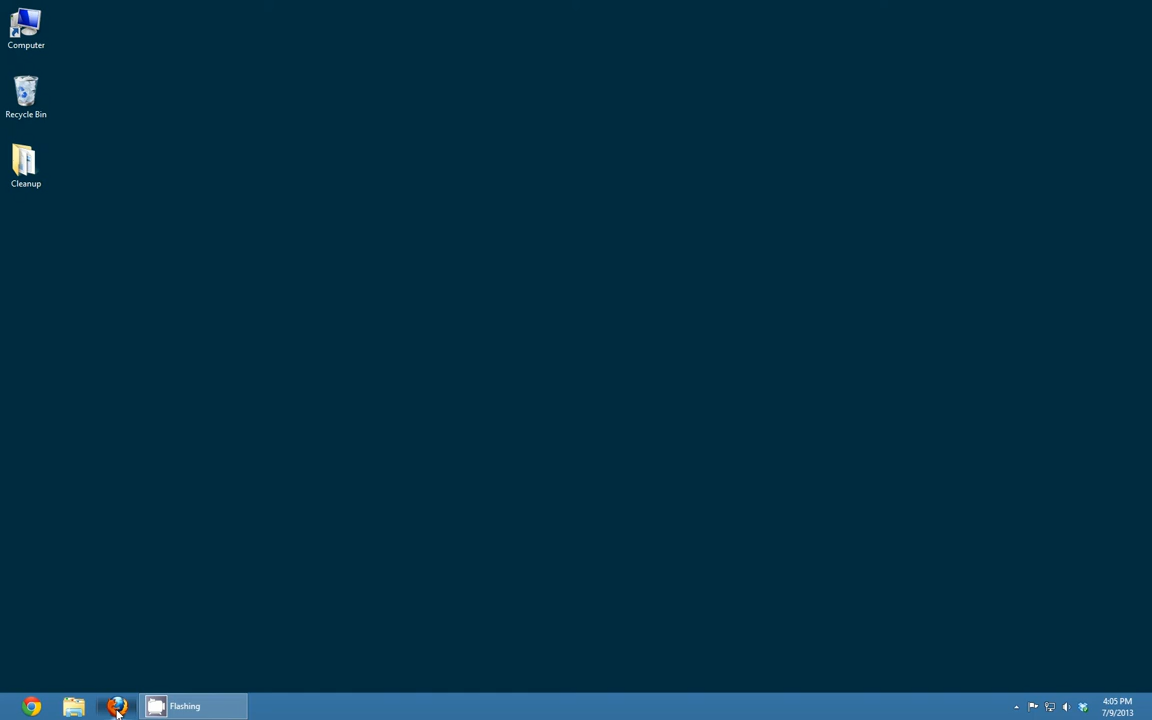 Computer
Recycle Bin
Cleanup
Flashing
4:05 PM
7/9/2013